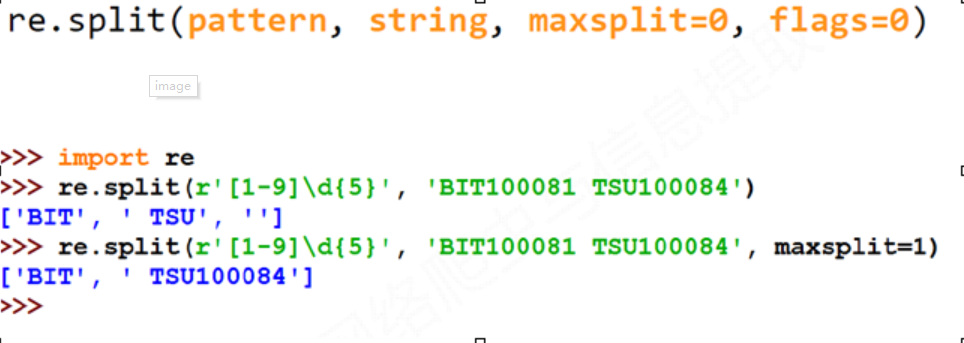 re.split(pattern, string, maxsplit=0, flags=0)
image
>>> import re
>>> re.split(r'[1-9]\d{5}', 'BIT100081 TSU100084')
['BIT', ' TSU', '']
>>> re.split(r'[1-9]\d{5}', 'BIT100081 TSU100084', maxsplit=1)
['BIT', ' TSU100084']
>>>
网络爬虫与信息提取